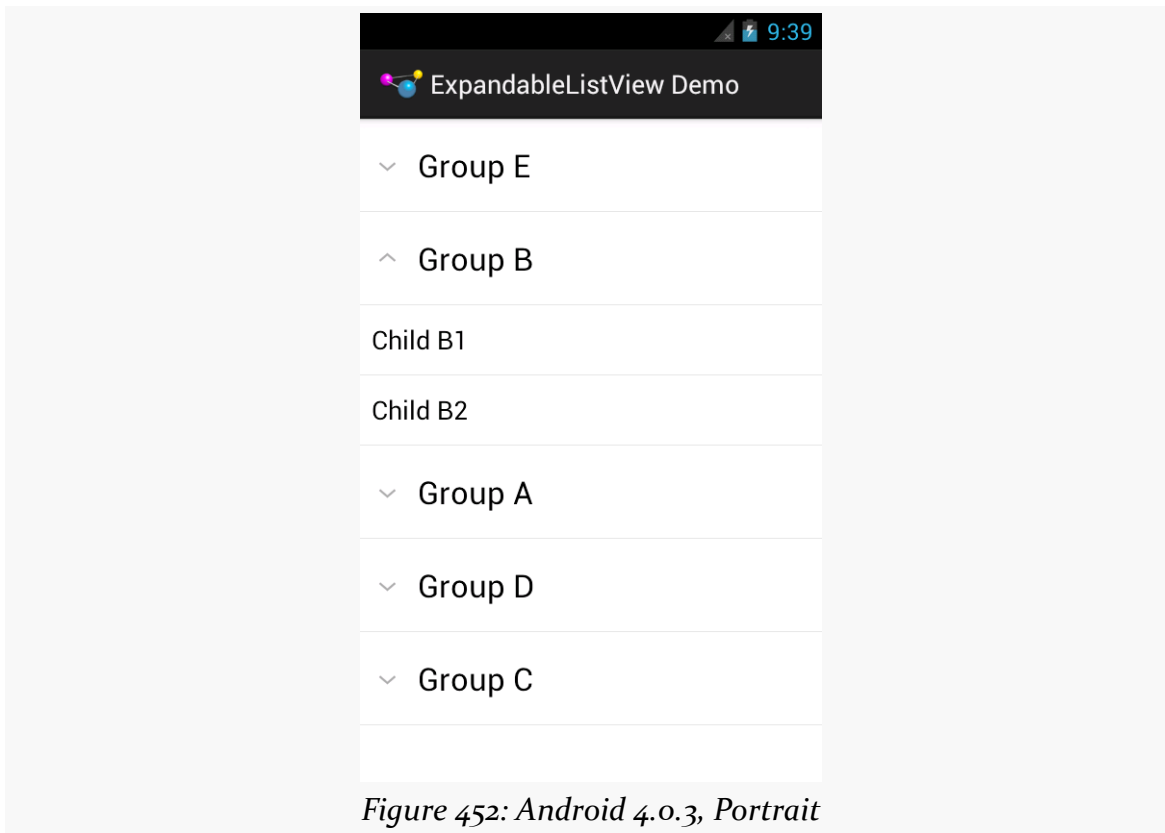 9:39
ExpandableListView Demo
Group E
Group B
Child B1
Child B2
Group A
Group D
Group C
Figure 452: Android 4.0.3, Portrait